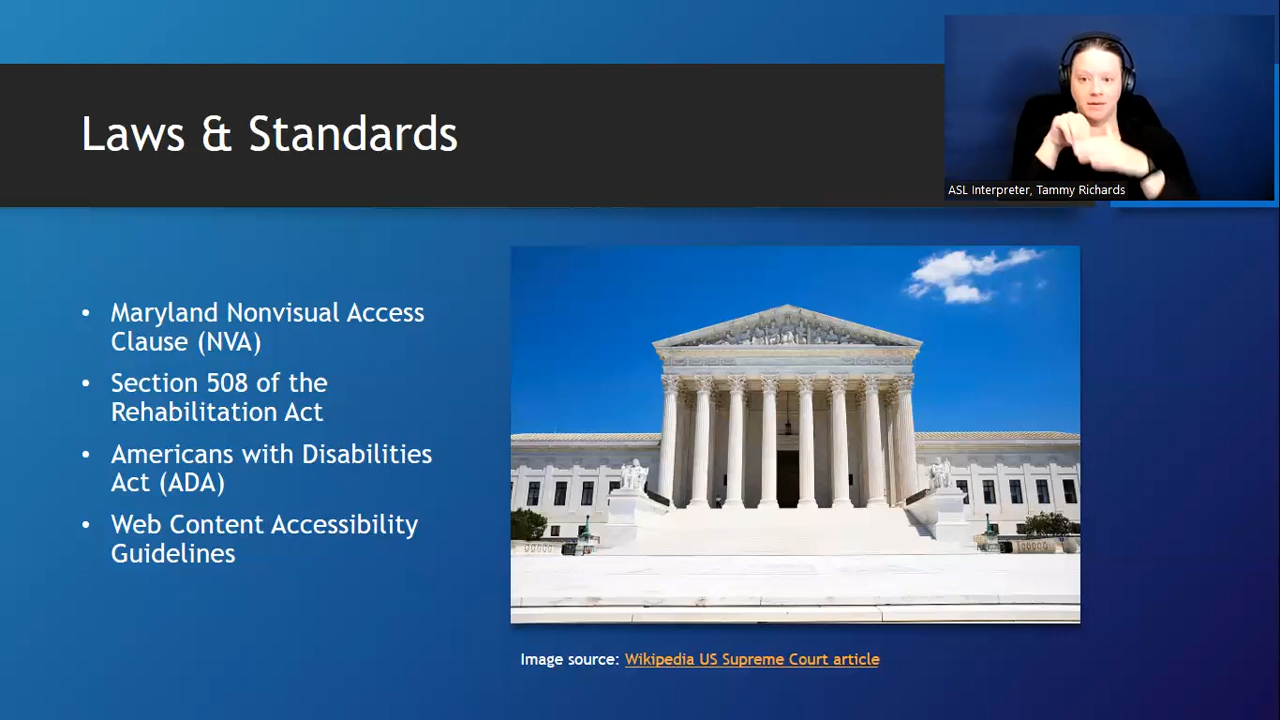 Laws & Standards
ASL Interpreter, Tammy Richards
• Maryland Nonvisual Access
Clause (NVA)
• Section 508 of the
Rehabilitation Act
• Americans with Disabilities
Act (ADA)
• Web Content Accessibility
Guidelines
Image source: Wikipedia US Supreme Court article